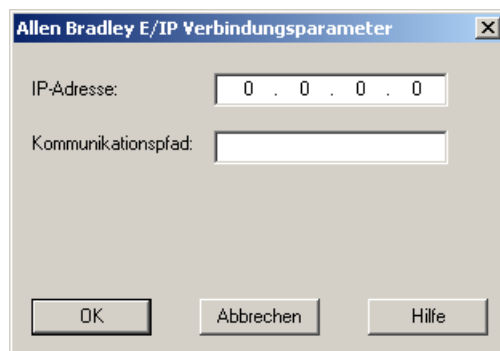 Allen Bradley E/IP Verbindungsparameter
IP-Adresse: 0 . 0 . 0 . 0
Kommunikationspfad:
OK Abbrechen Hilfe